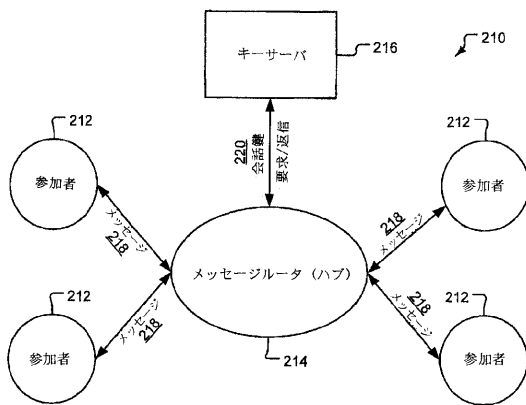 キーサーバ
216
210
220
会話鍵
要求/返信
212
参加者
メッセージ
218
212
参加者
218
メッセージ
メッセージルータ (ハブ)
214
212
参加者
メッセージ
218
212
参加者
218
メッセージ